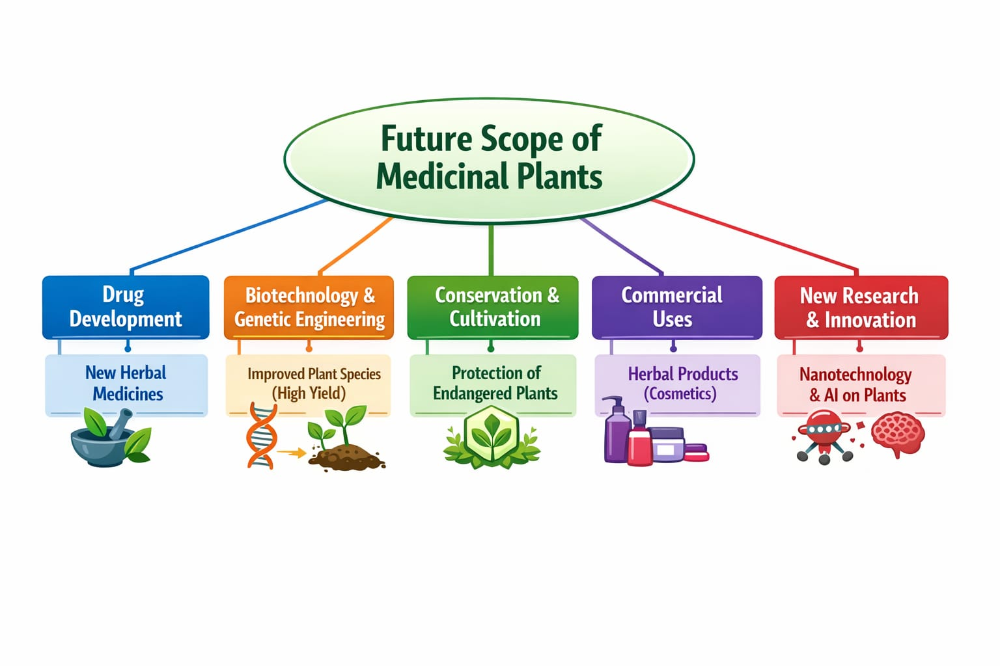 Future Scope of
Medicinal Plants
Drug
Development
Biotechnology &
Genetic Engineering
Conservation &
Cultivation
Commercial
Uses
New Research
& Innovation
New Herbal
Medicines
Improved Plant Species
(High Yield)
Protection of
Endangered Plants
Herbal Products
(Cosmetics)
Nanotechnology
& AI on Plants